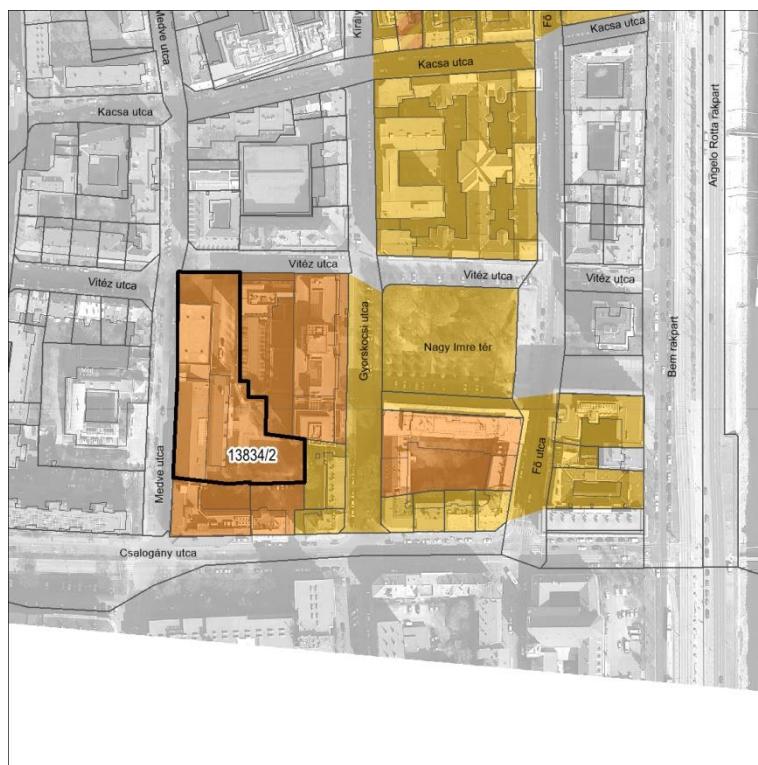 Medve utca
Király
Fő
Kacsa utca
Kacsa utca
Kacsa utca
Angelo Rotta rakpart
Vitéz utca
Vitéz utca
Vitéz utca
Vitéz utca
Gyorskocsi utca
Nagy Imre tér
Bem rakpart
13834/2
Medve utca
Fő utca
Csalogány utca